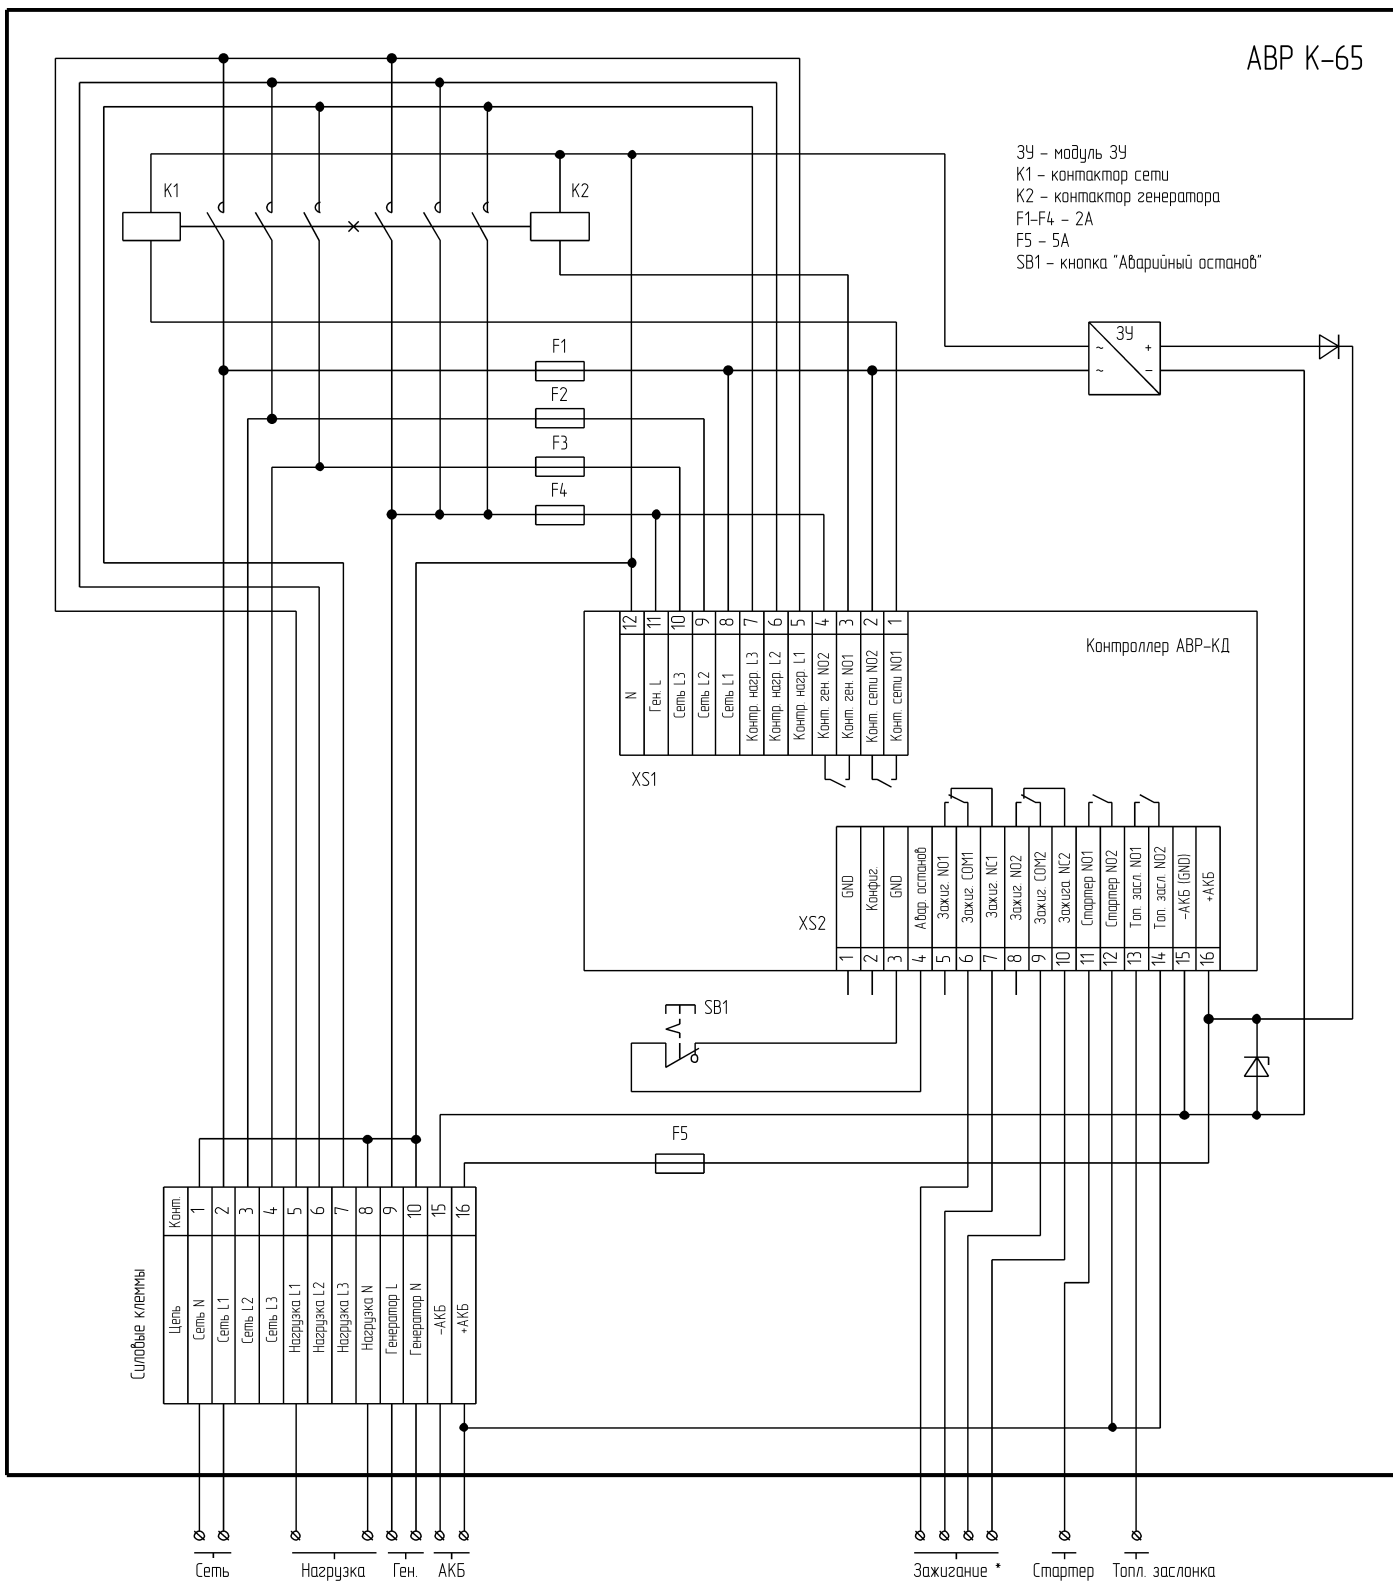 АВР К-65
ЗУ - модуль ЗУ
К1 - контактор сети
К2 - контактор генератора
F1-F4 - 2А
F5 - 5А
SB1 - кнопка "Аварийный останов"
К1
К2
ЗУ
~ +
~ -
F1
F2
F3
F4
Контроллер АВР-КД
12 11 10 9 8 7 6 5 4 3 2 1
N
Ген. L
Сеть L3
Сеть L2
Сеть L1
Контр. нагр. L3
Контр. нагр. L2
Контр. нагр. L1
Конт. ген. NO2
Конт. ген. NO1
Конт. сети NO2
Конт. сети NO1
XS1
XS2
GND
Конфиг.
GND
Авар. останов
Зажиг. NO1
Зажиг. COM1
Зажиг. NC1
Зажиг. NO2
Зажиг. COM2
Зажига. NC2
Стартер NO1
Стартер NO2
Топ. засл. NO1
Топ. засл. NO2
-АКБ (GND)
+АКБ
1 2 3 4 5 6 7 8 9 10 11 12 13 14 15 16
SB1
F5
Силовые клеммы
Конт. 1 2 3 4 5 6 7 8 9 10 15 16
Цепь
Сеть N
Сеть L1
Сеть L2
Сеть L3
Нагрузка L1
Нагрузка L2
Нагрузка L3
Нагрузка N
Генератор L
Генератор N
-АКБ
+АКБ
Сеть Нагрузка Ген. АКБ Зажигание * Стартер Топл. заслонка